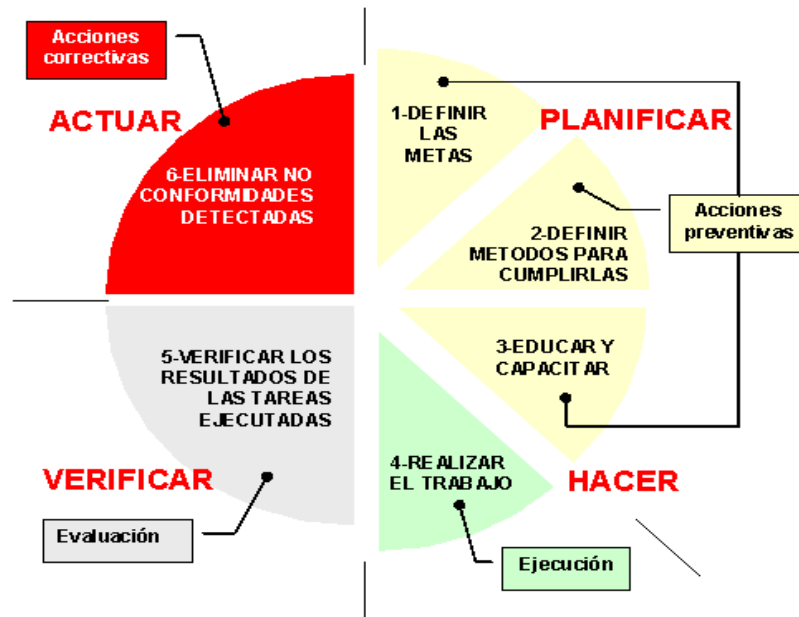 Acciones
correctivas
ACTUAR
6-ELIMINAR NO
CONFORMIDADES
DETECTADAS
1-DEFINIR
LAS
METAS
PLANIFICAR
2-DEFINIR
METODOS PARA
CUMPLIRLAS
Acciones
preventivas
3-EDUCAR Y
CAPACITAR
HACER
4-REALIZAR
EL TRABAJO
Ejecución
5-VERIFICAR LOS
RESULTADOS DE
LAS TAREAS
EJECUTADAS
VERIFICAR
Evaluación